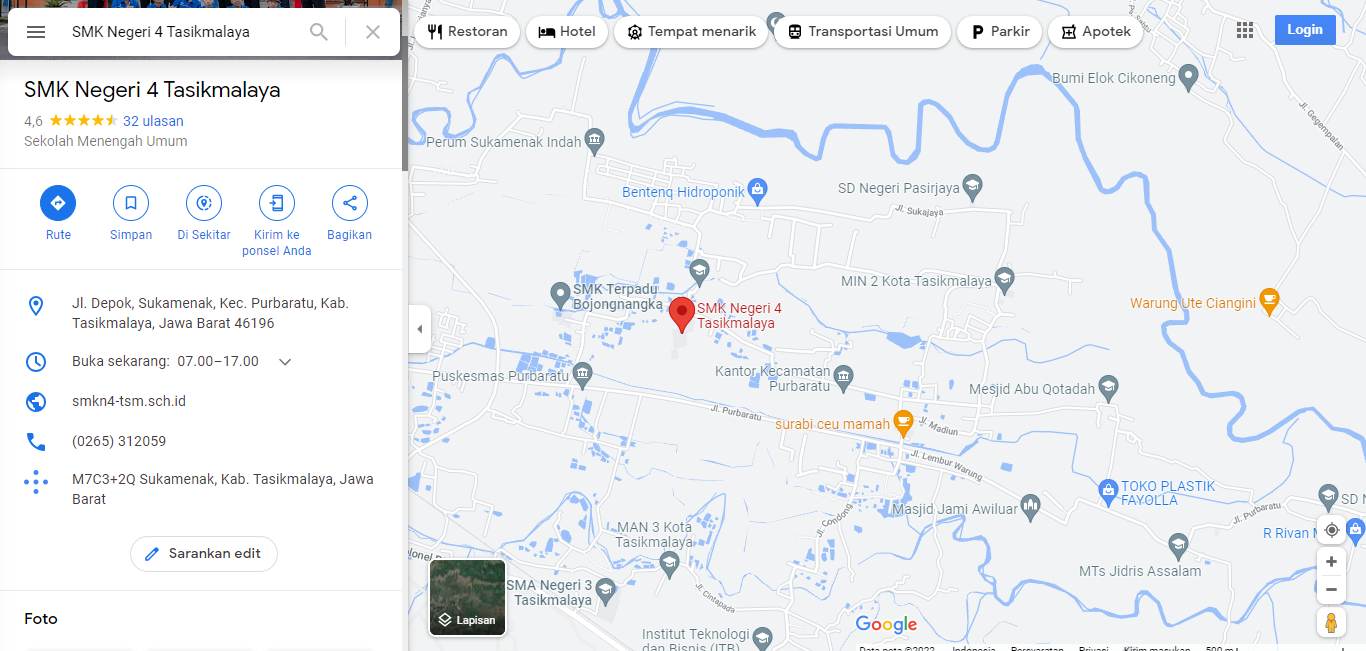 SMK Negeri 4 Tasikmalaya
Restoran
Hotel
Tempat menarik
Transportasi Umum
Parkir
Apotek
Login
SMK Negeri 4 Tasikmalaya
4,6 32 ulasan
Sekolah Menengah Umum
Rute
Simpan
Di Sekitar
Kirim ke
ponsel Anda
Bagikan
Jl. Depok, Sukamenak, Kec. Purbaratu, Kab.
Tasikmalaya, Jawa Barat 46196
Buka sekarang: 07.00–17.00
smkn4-tsm.sch.id
(0265) 312059
M7C3+2Q Sukamenak, Kab. Tasikmalaya, Jawa
Barat
Sarankan edit
Foto
Bumi Elok Cikoneng
Jl. Gegempalan
Perum Sukamenak Indah
Bentenq Hidroponik
SD Negeri Pasirjaya
Jl. Sukajaya
MIN 2 Kota Tasikmalaya
SMK Terpadu
Bojongnangka
SMK Negeri 4
Tasikmalaya
Warung Ute Ciangini
Puskesmas Purbaratu
Kantor Kecamatan
Purbaratu
Mesjid Abu Qotadah
Jl. Purbaratu
surabi ceu mamah
Jl. Madiun
Jl. Lembur Warung
TOKO PLASTIK
FAYOLLA
SD N
Masjid Jami Awiluar
Jl. Purbaratu
Jl. Condong
R Rivan
MAN 3 Kota
Tasikmalaya
MTs Jidris Assalam
SMA Negeri 3
Tasikmalaya
Jl. Cintapada
Lapisan
Institut Teknologi
dan Bisnis (ITB)
Google
Data peta ©2022 Indonesia Persyaratan Privasi Kirim masukan 500 m